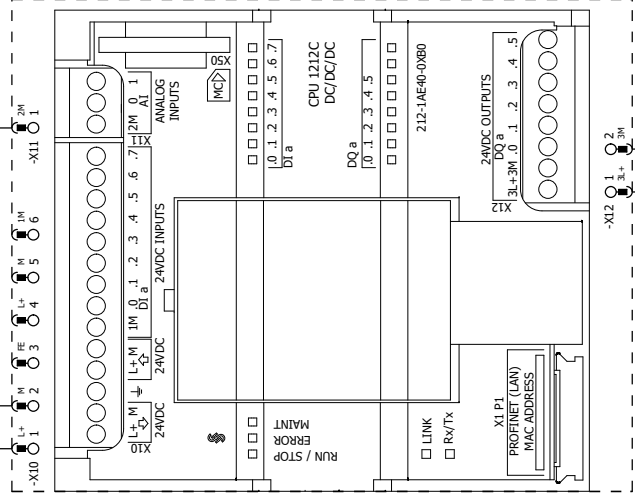 2M
1
-X11
1M
6
M
5
L+
4
FE
3
M
2
L+
1
-X10
2M 0 1
AI
ANALOG
INPUTS
X11
1M .0 .1 .2 .3 .4 .5 .6 .7
DI a
24VDC INPUTS
L+ M
24VDC
L+ M
24VDC
X10
X50
MC
.0 .1 .2 .3 .4 .5 .6 .7
DI a
CPU 1212C
DC/DC/DC
.0 .1 .2 .3 .4 .5
DQ a
212-1AE40-0XB0
24VDC OUTPUTS
DQ a
3L+ 3M .0 .1 .2 .3 .4 .5
X12
2
3M
1
3L+
-X12
RUN / STOP
ERROR
MAINT
LINK
Rx/Tx
X1 P1
PROFINET (LAN)
MAC ADDRESS